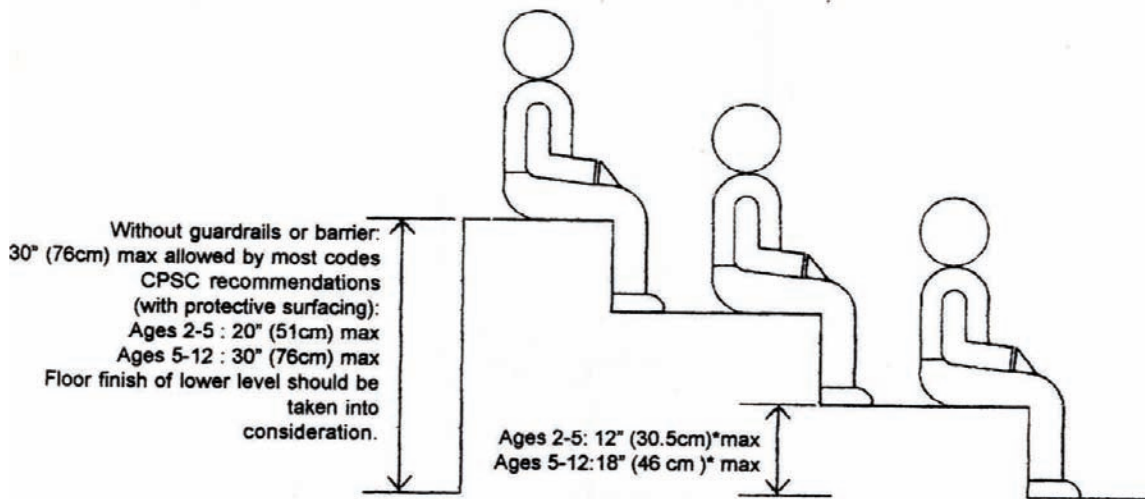 Without guardrails or barrier:
30" (76cm) max allowed by most codes
CPSC recommendations
(with protective surfacing):
Ages 2-5 : 20" (51cm) max
Ages 5-12 : 30" (76cm) max
Floor finish of lower level should be
taken into
consideration.
Ages 2-5: 12" (30.5cm)*max
Ages 5-12:18" (46 cm )* max